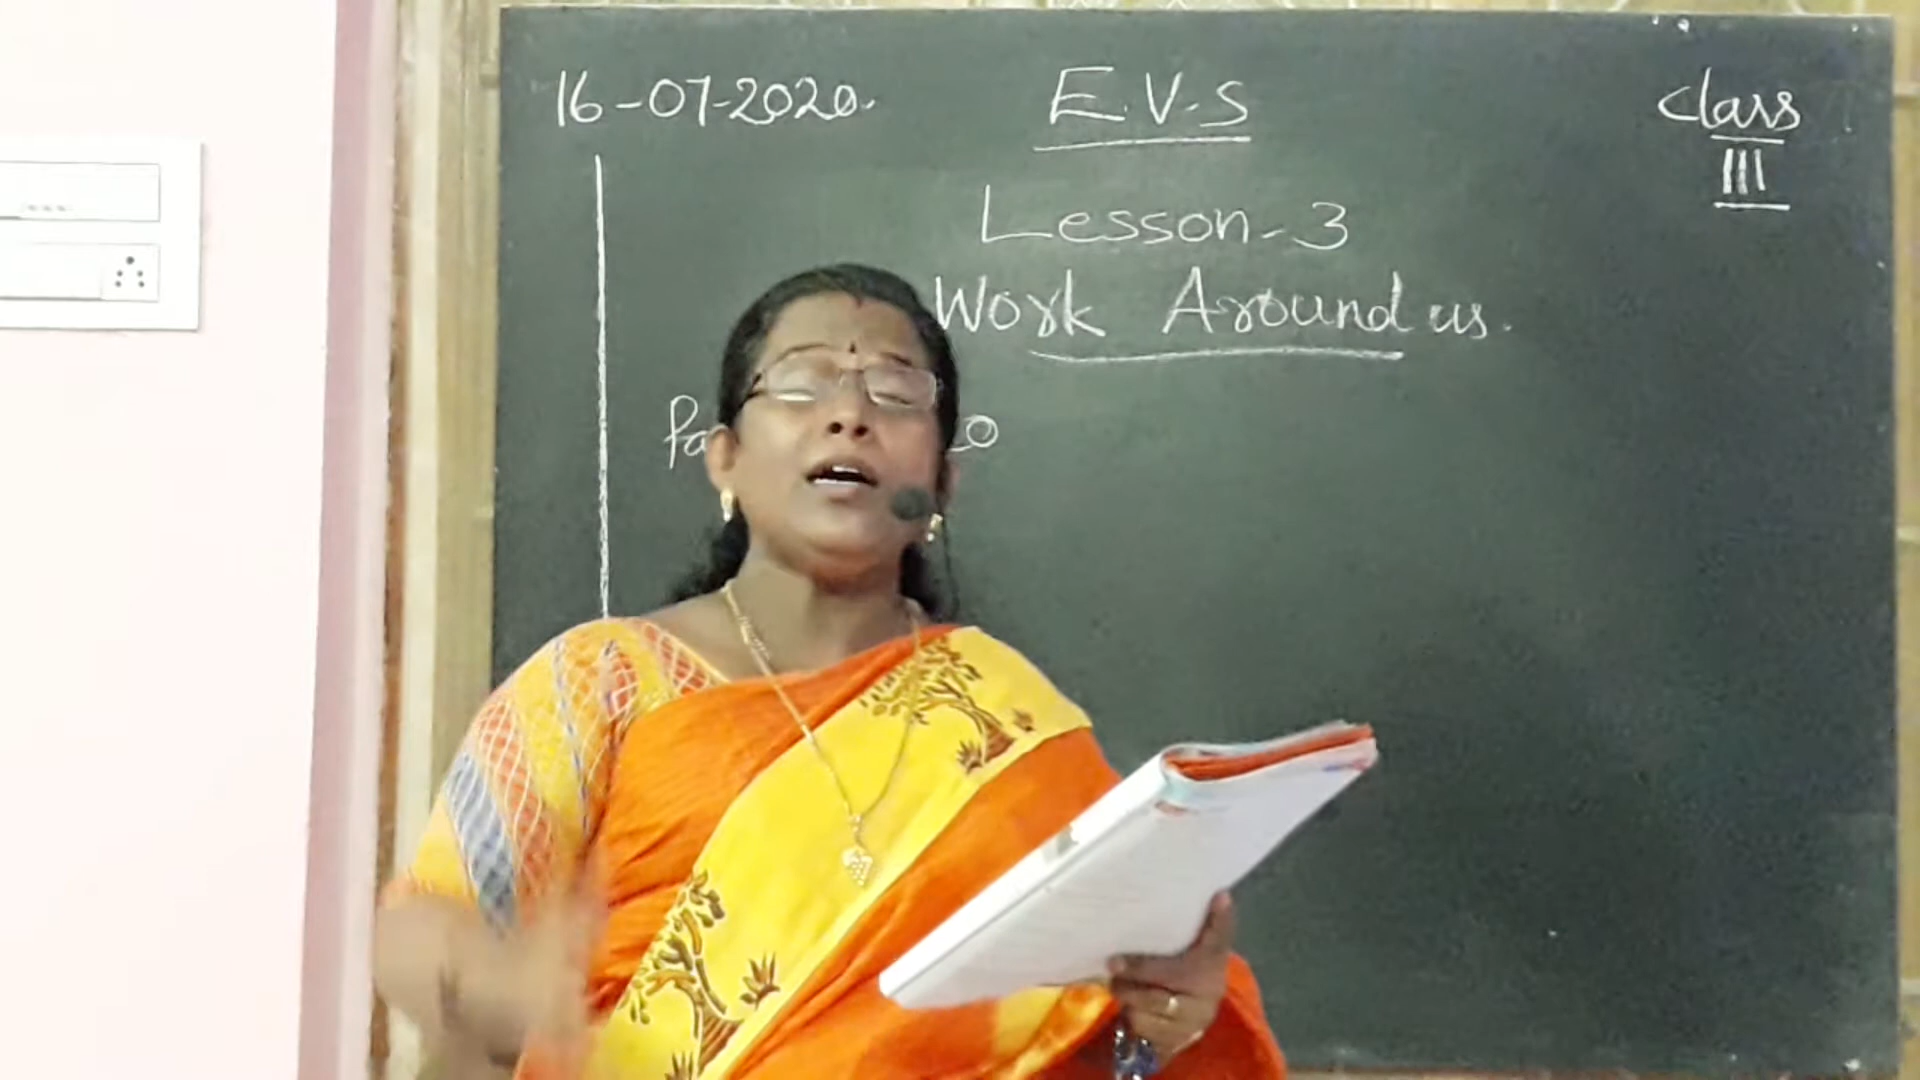 16-07-2020.
E.V.S
Class
III
Lesson-3
Work Around us.